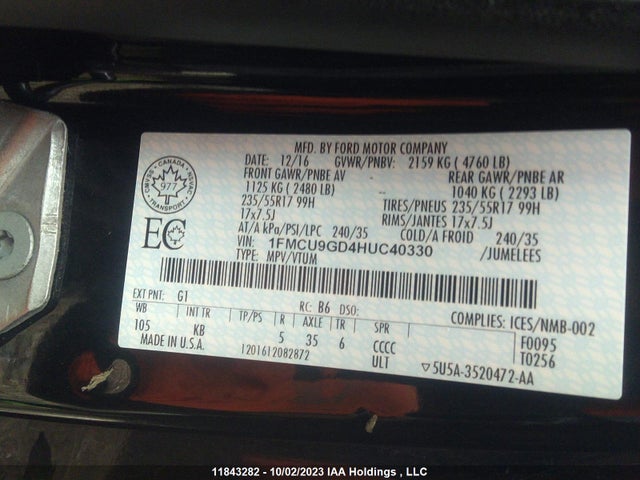 MFD. BY FORD MOTOR COMPANY
DATE: 12/16 GVWR/PNBV: 2159 KG ( 4760 LB)
FRONT GAWR/PNBE AV REAR GAWR/PNBE AR
1125 KG ( 2480 LB) -- 1040 KG ( 2293 LB)
235/55R17 99H TIRES/PNEUS 235/55R17 99H
17x7.5J RIMS/JANTES 17x7.5J
AT/A kPa/PSI/LPC 240/35 COLD/A FROID 240/35
VIN: 1FMCU9GD4HUC40330 /JUMELEES
TYPE: MPV/VTUM
CANADA
977
TRANSPORT
EC
EXT PNT: G1 RC: B6 DSO:
WB INT TR TP/PS R AXLE TR SPR
COMPLIES: ICES/NMB-002
105 KB 5 35 6 CCCC
F0095
MADE IN U.S.A. 1201612082872 ULT
T0256
▽5U5A-3520472-AA
11843282 - 10/02/2023 IAA Holdings , LLC